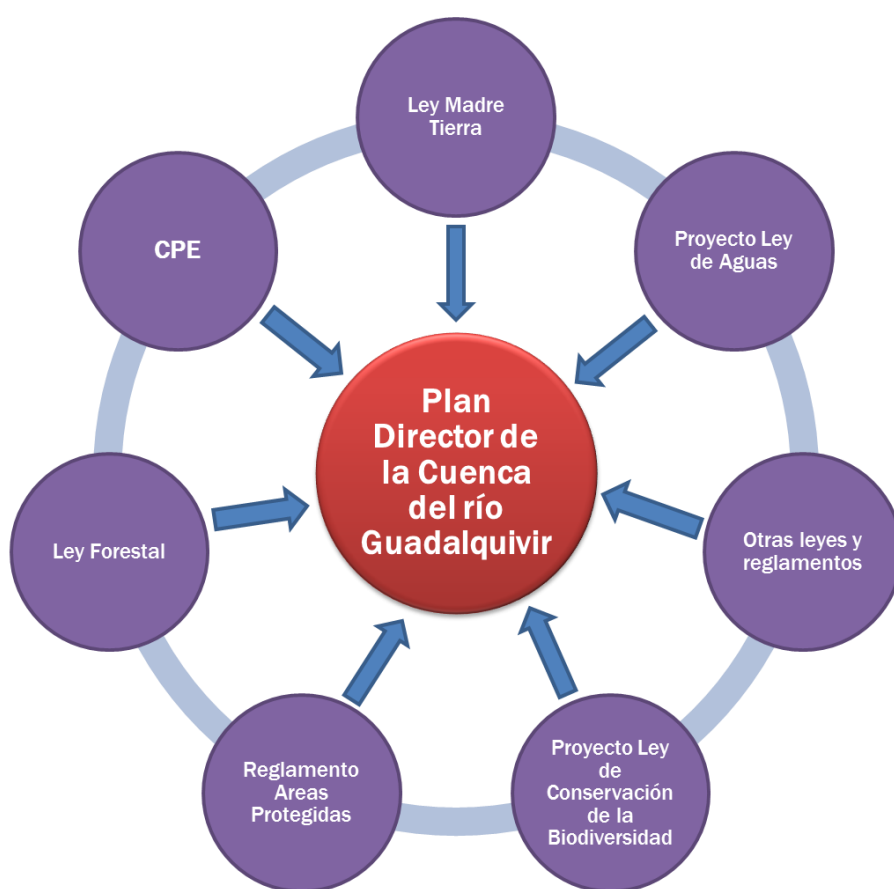 Ley Madre
Tierra
CPE
Proyecto Ley
de Aguas
Plan
Director de
la Cuenca
del río
Guadalquivir
Ley Forestal
Otras leyes y
reglamentos
Reglamento
Areas
Protegidas
Proyecto Ley
de
Conservación
de la
Biodiversidad